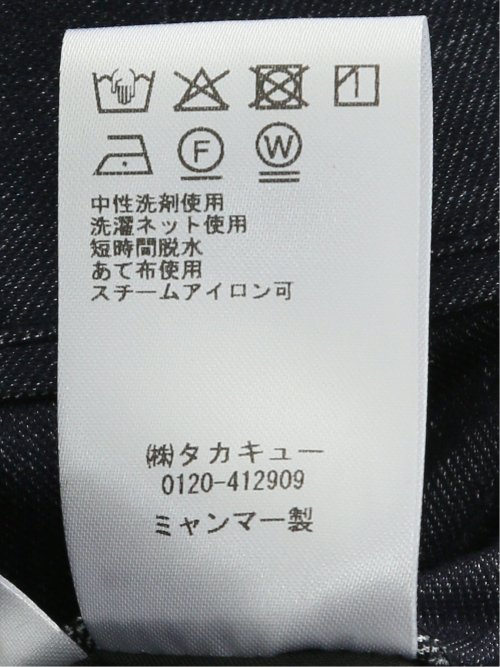 F W
中性洗剤使用
洗濯ネット使用
短時間脱水
あて布使用
スチームアイロン可
㈱タカキュー
0120-412909
ミャンマー製